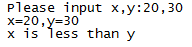 Please input x,y:20,30
x=20,y=30
x is less than y